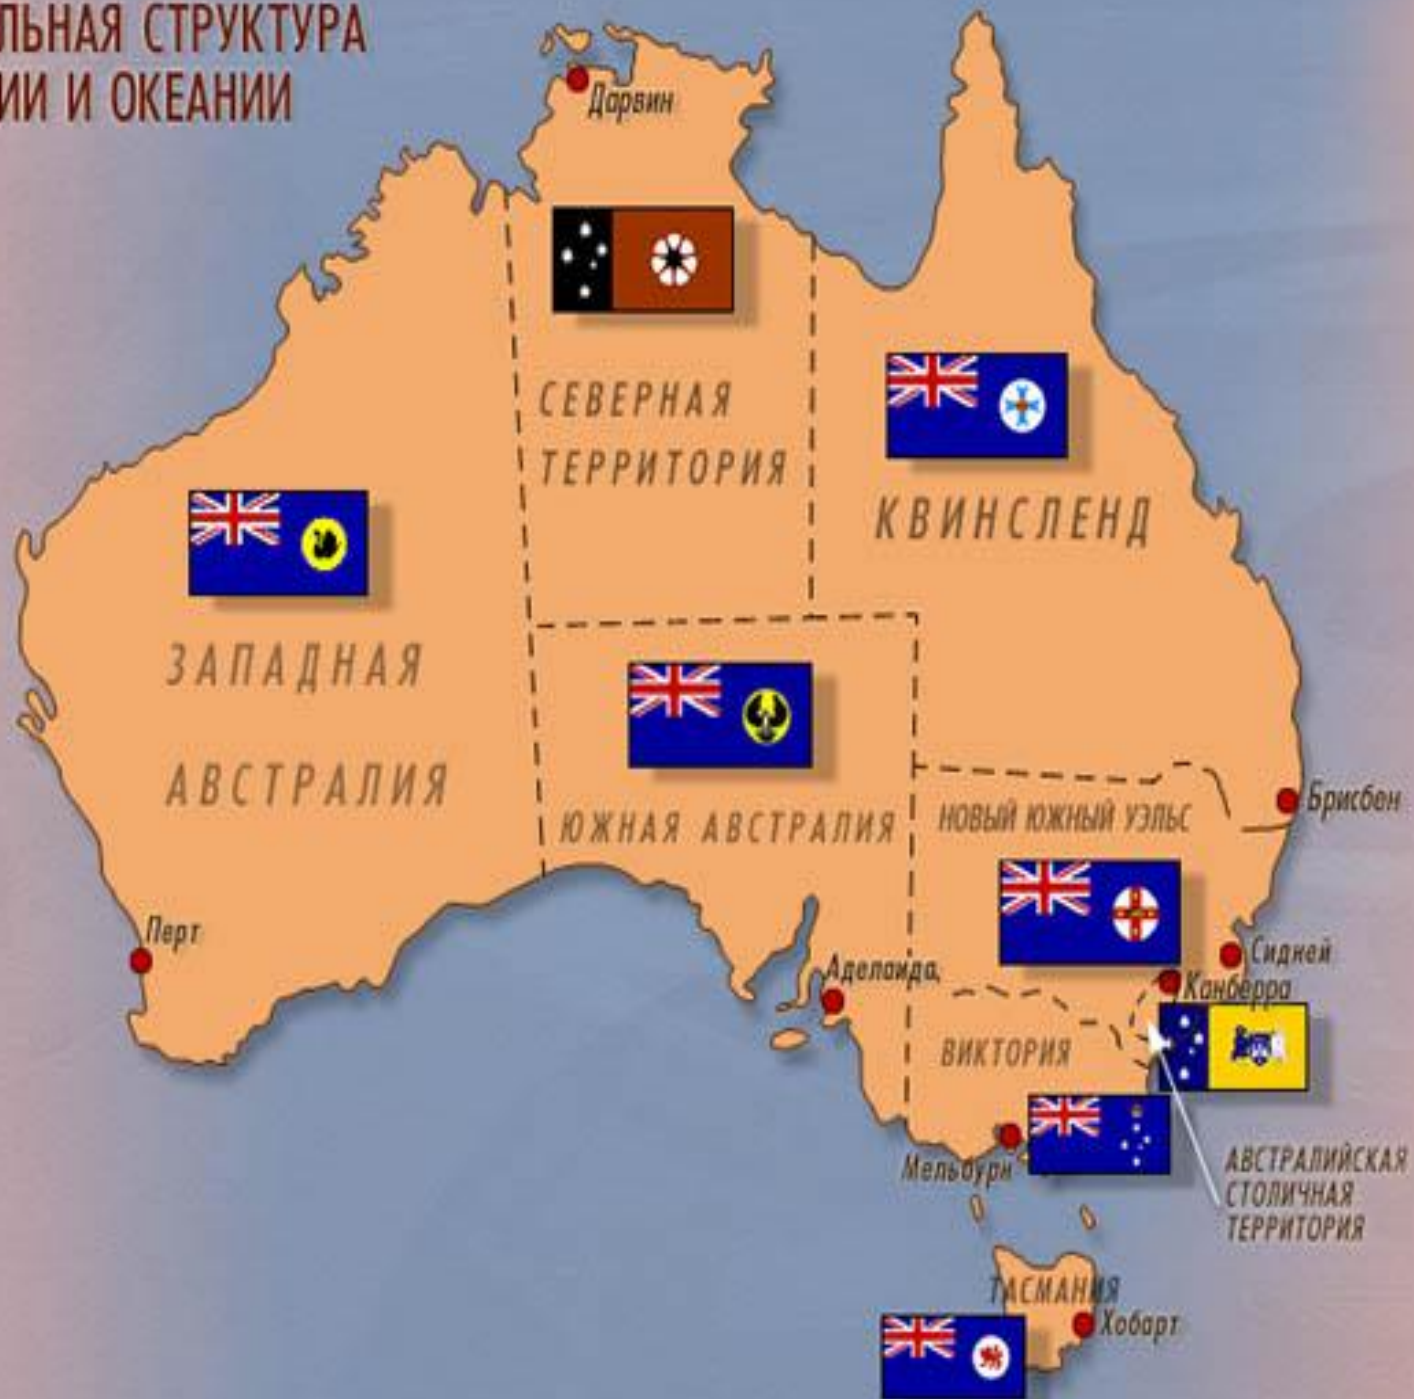 ЛЬНАЯ СТРУКТУРА
ИИ И ОКЕАНИИ
Дарвин
СЕВЕРНАЯ
ТЕРРИТОРИЯ
КВИНСЛЕНД
ЗАПАДНАЯ
АВСТРАЛИЯ
ЮЖНАЯ АВСТРАЛИЯ
НОВЫЙ ЮЖНЫЙ УЭЛЬС
Брисбен
Перт
Аделаида
Сидней
Канберра
ВИКТОРИЯ
Мельбурн
АВСТРАЛИЙСКАЯ
СТОЛИЧНАЯ
ТЕРРИТОРИЯ
ТАСМАНИЯ
Хобарт